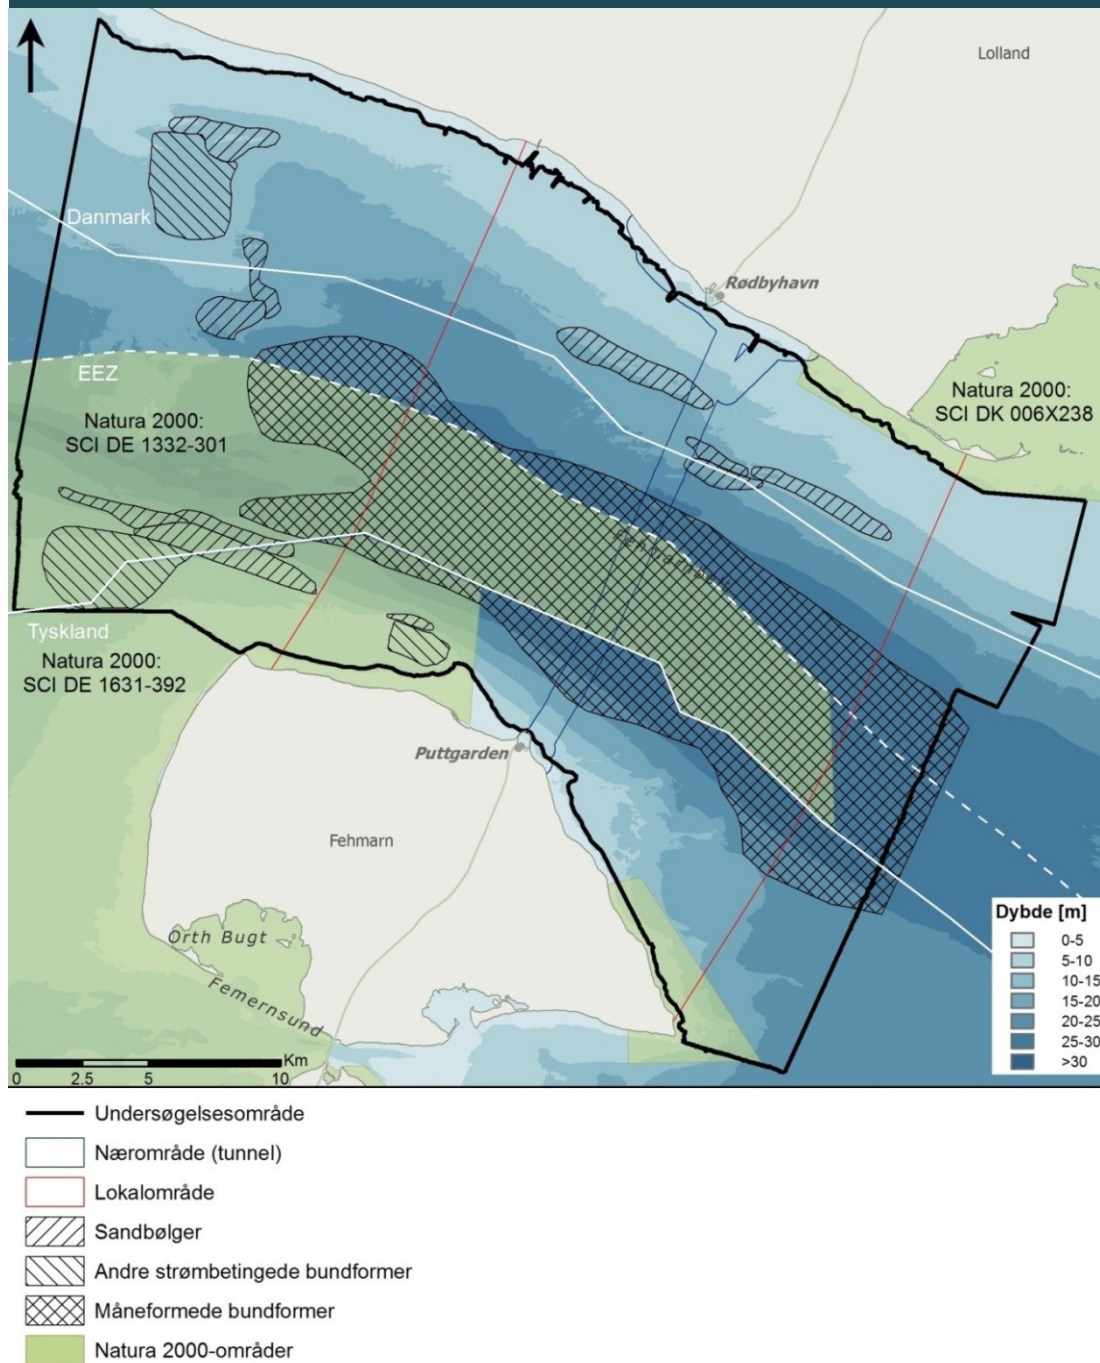 Lolland
Danmark
Rødbyhavn
EEZ
Natura 2000:
SCI DE 1332-301
Natura 2000:
SCI DK 006X238
Tyskland
Natura 2000:
SCI DE 1631-392
Puttgarden
Fehmarn
Orth Bugt
Femernsund
Km
0 2.5 5 10
Dybde [m]
0-5
5-10
10-15
15-20
20-25
25-30
>30
Undersøgelsesområde
Nærområde (tunnel)
Lokalområde
Sandbølger
Andre strømbetingede bundformer
Måneformede bundformer
Natura 2000-områder